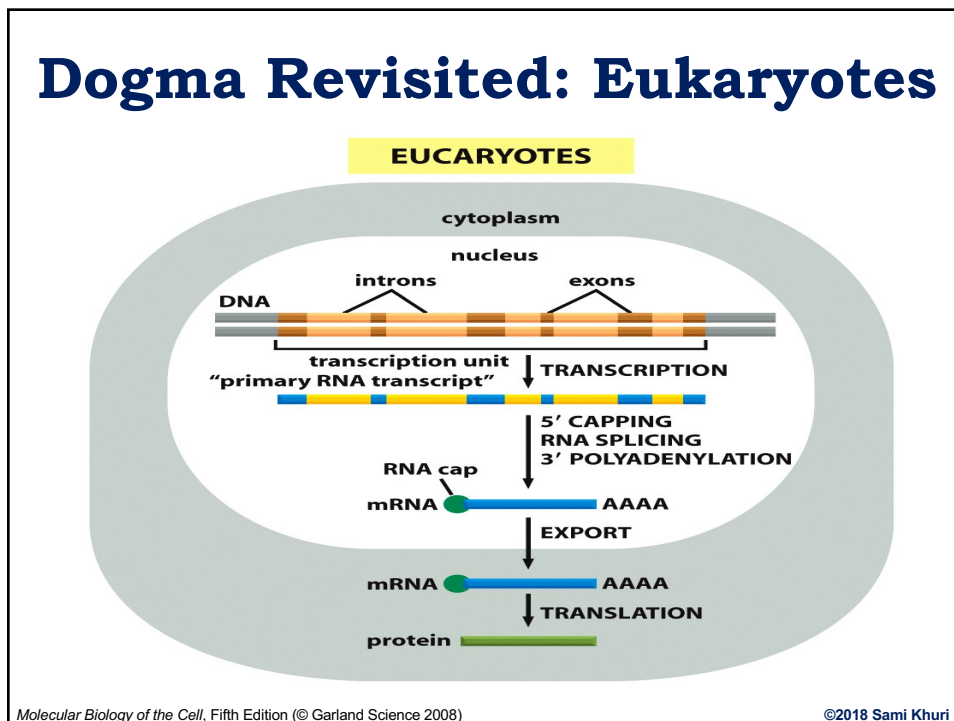 Dogma Revisited: Eukaryotes
EUCARYOTES
cytoplasm
nucleus
introns exons
DNA
transcription unit
“primary RNA transcript”
TRANSCRIPTION
5′ CAPPING
RNA SPLICING
3′ POLYADENYLATION
RNA cap
mRNA AAAA
EXPORT
mRNA AAAA
TRANSLATION
protein
Molecular Biology of the Cell, Fifth Edition (© Garland Science 2008) ©2018 Sami Khuri